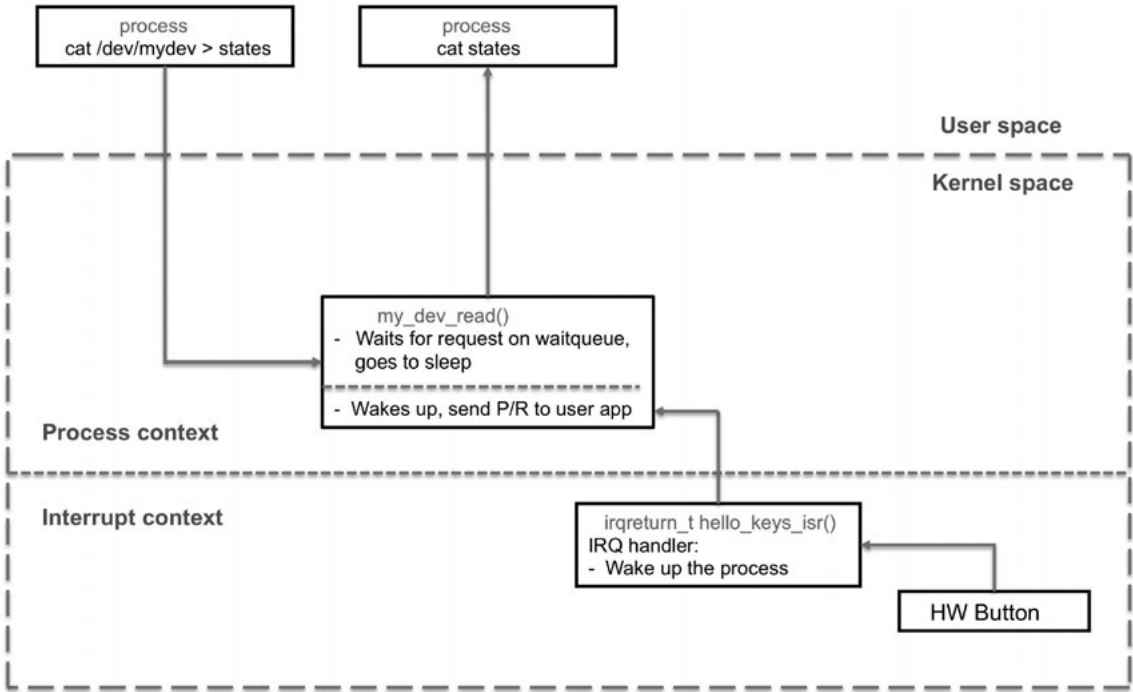 process
cat /dev/mydev > states
process
cat states
User space
Kernel space
my_dev_read()
- Waits for request on waitqueue,
goes to sleep
- Wakes up, send P/R to user app
Process context
Interrupt context
irqreturn_t hello_keys_isr()
IRQ handler:
- Wake up the process
HW Button